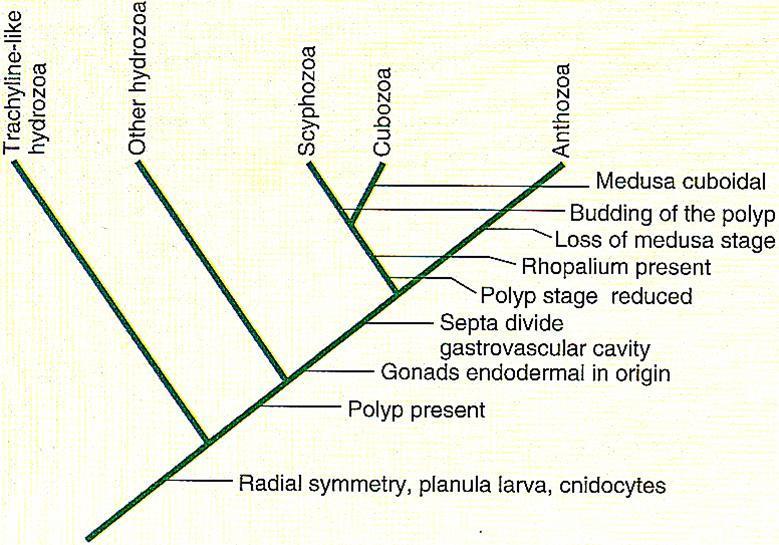 Trachyline-like
hydrozoa
Other hydrozoa
Scyphozoa
Cubozoa
Anthozoa
Medusa cuboidal
Budding of the polyp
Loss of medusa stage
Rhopalium present
Polyp stage reduced
Septa divide
gastrovascular cavity
Gonads endodermal in origin
Polyp present
Radial symmetry, planula larva, cnidocytes